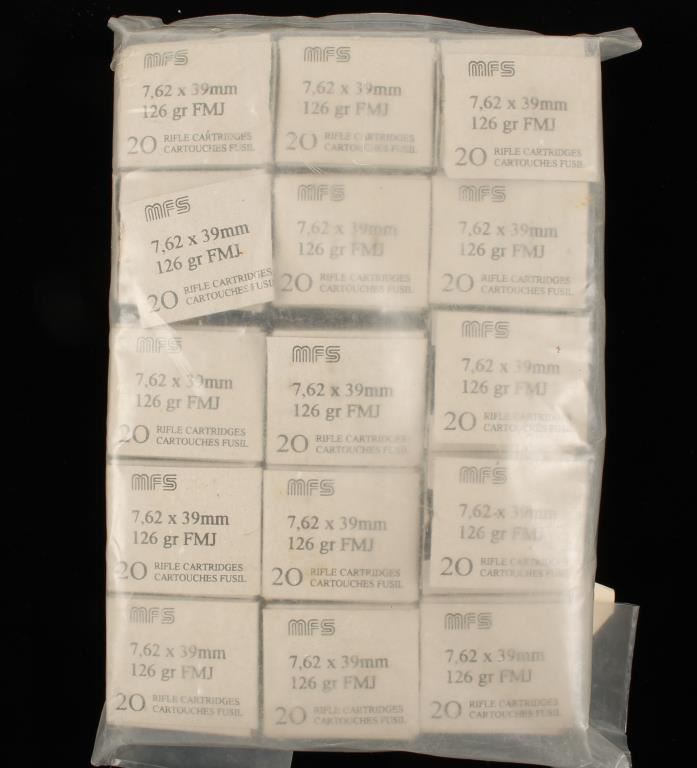 MFS
7,62 x 39mm
126 gr FMJ
20 RIFLE CARTRIDGES
CARTOUCHES FUSIL
MFS
7,62 x 39mm
126 gr FMJ
20 RIFLE CARTRIDGES
CARTOUCHES FUSIL
MFS
7,62 x 39mm
126 gr FMJ
20 RIFLE CARTRIDGES
CARTOUCHES FUSIL
MFS
7,62 x 39mm
126 gr FMJ
20 RIFLE CARTRIDGES
CARTOUCHES FUSIL
MFS
7,62 x 39mm
126 gr FMJ
20 RIFLE CARTRIDGES
CARTOUCHES FUSIL
MFS
7,62 x 39mm
126 gr FMJ
20 RIFLE CARTRIDGES
CARTOUCHES FUSIL
MFS
7,62 x 39mm
126 gr FMJ
20 RIFLE CARTRIDGES
CARTOUCHES FUSIL
MFS
7,62 x 39mm
126 gr FMJ
20 RIFLE CARTRIDGES
CARTOUCHES FUSIL
MFS
7,62 x 39mm
126 gr FMJ
20 RIFLE CARTRIDGES
CARTOUCHES FUSIL
MFS
7,62 x 39mm
126 gr FMJ
20 RIFLE CARTRIDGES
CARTOUCHES FUSIL
MFS
7,62 x 39mm
126 gr FMJ
20 RIFLE CARTRIDGES
CARTOUCHES FUSIL
MFS
7,62 x 39mm
126 gr FMJ
20 RIFLE CARTRIDGES
CARTOUCHES FUSIL
MFS
7,62 x 39mm
126 gr FMJ
20 RIFLE CARTRIDGES
CARTOUCHES FUSIL
MFS
7,62 x 39mm
126 gr FMJ
20 RIFLE CARTRIDGES
CARTOUCHES FUSIL
MFS
7,62 x 39mm
126 gr FMJ
20 RIFLE CARTRIDGES
CARTOUCHES FUSIL